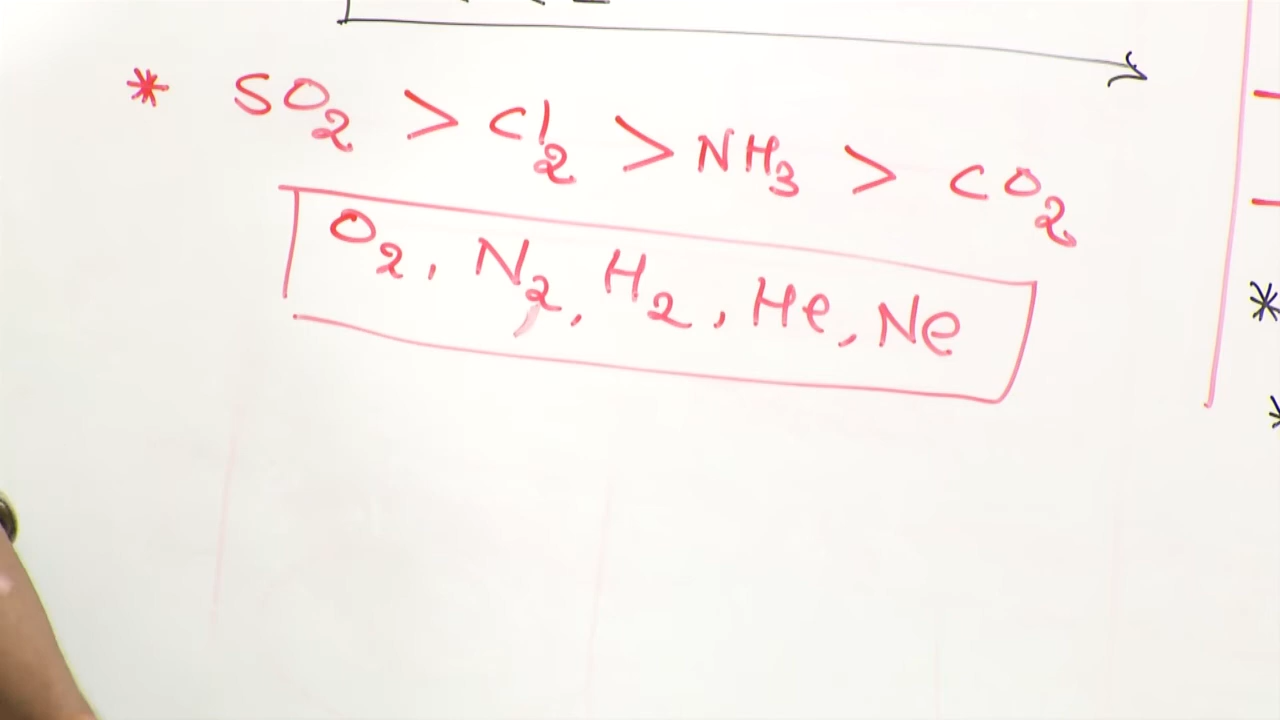 * SO₂ > Cl₂ > NH₃ > CO₂
O₂, N₂, H₂, He, Ne
*